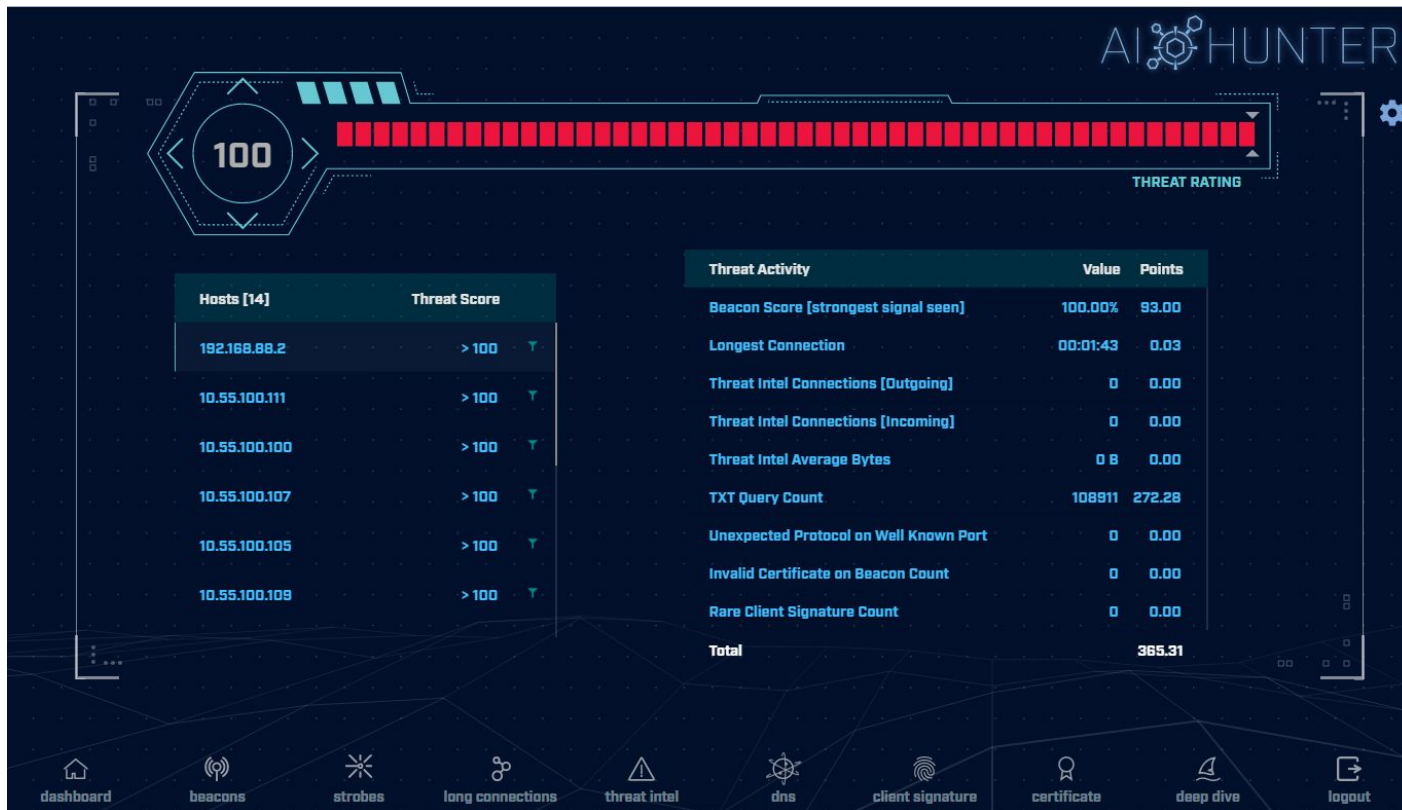 AI HUNTER
100
THREAT RATING
Hosts [14] Threat Score
192.168.88.2 > 100
10.55.100.111 > 100
10.55.100.100 > 100
10.55.100.107 > 100
10.55.100.105 > 100
10.55.100.109 > 100
Threat Activity Value Points
Beacon Score [strongest signal seen] 100.00% 93.00
Longest Connection 00:01:43 0.03
Threat Intel Connections [Outgoing] 0 0.00
Threat Intel Connections [Incoming] 0 0.00
Threat Intel Average Bytes 0 B 0.00
TXT Query Count 108911 272.28
Unexpected Protocol on Well Known Port 0 0.00
Invalid Certificate on Beacon Count 0 0.00
Rare Client Signature Count 0 0.00
Total 365.31
dashboard beacons strobes long connections threat intel dns client signature certificate deep dive logout